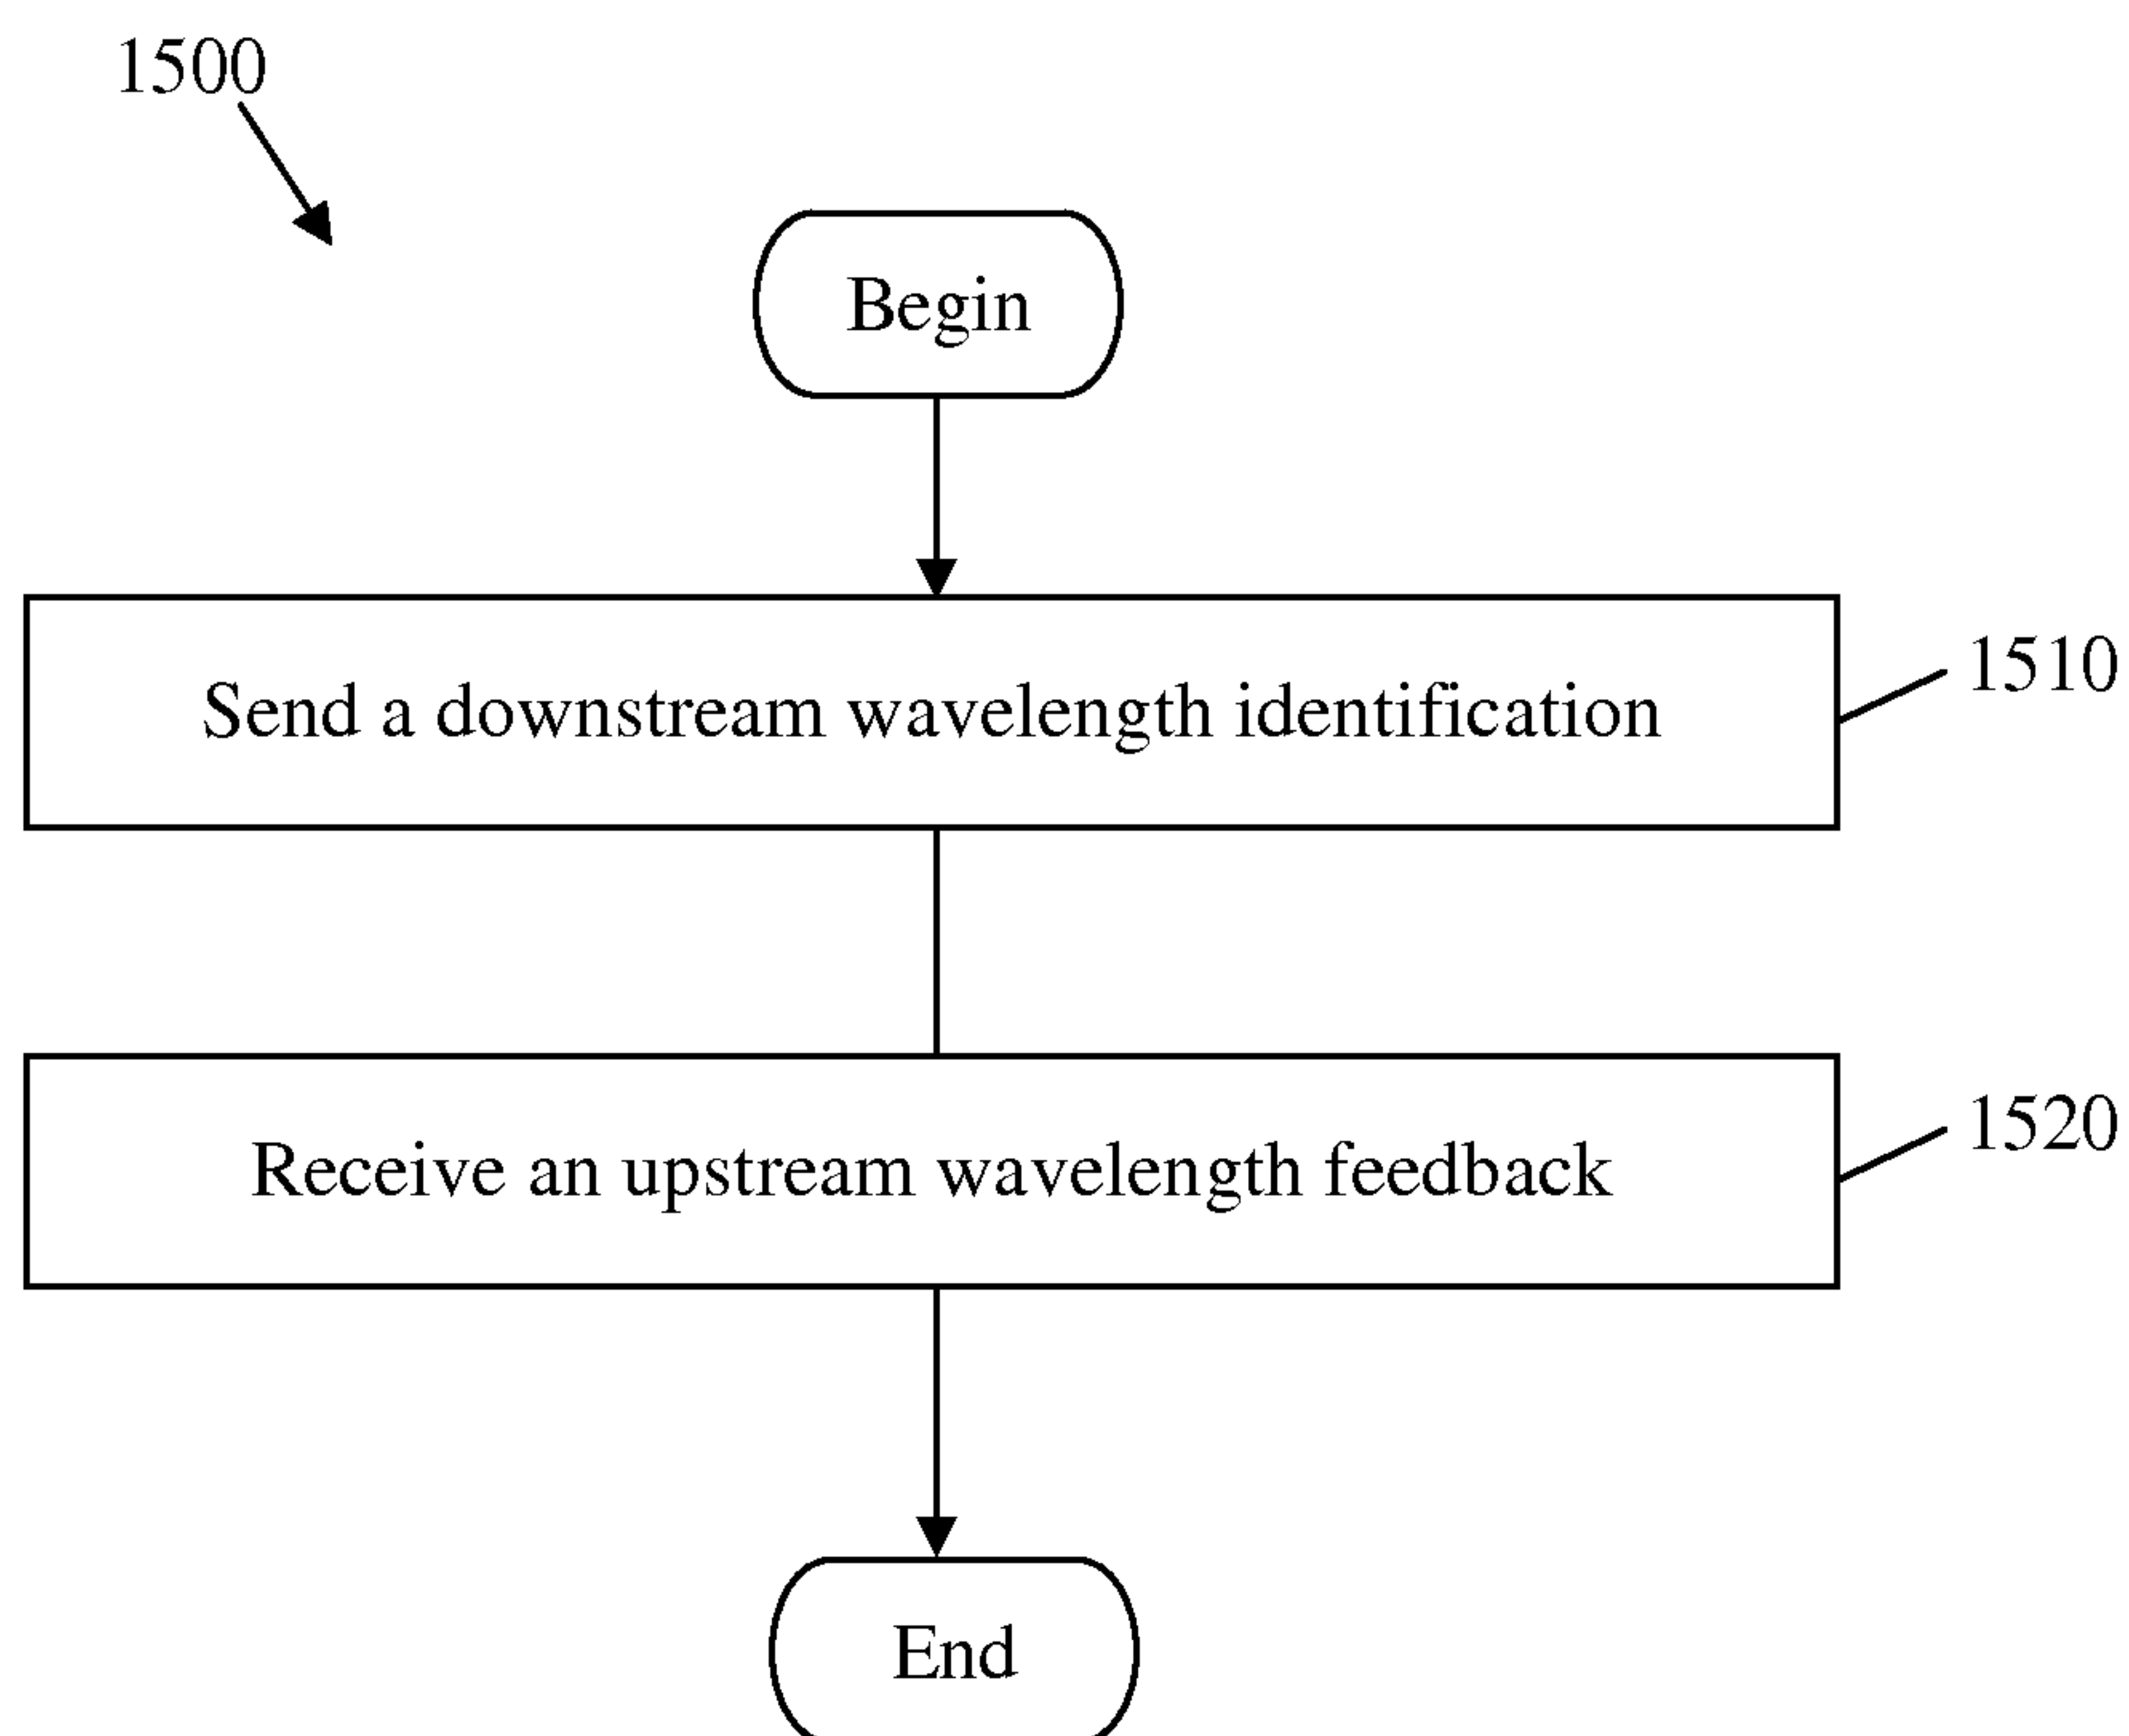 1500
Begin
Send a downstream wavelength identification
1510
Receive an upstream wavelength feedback
1520
End